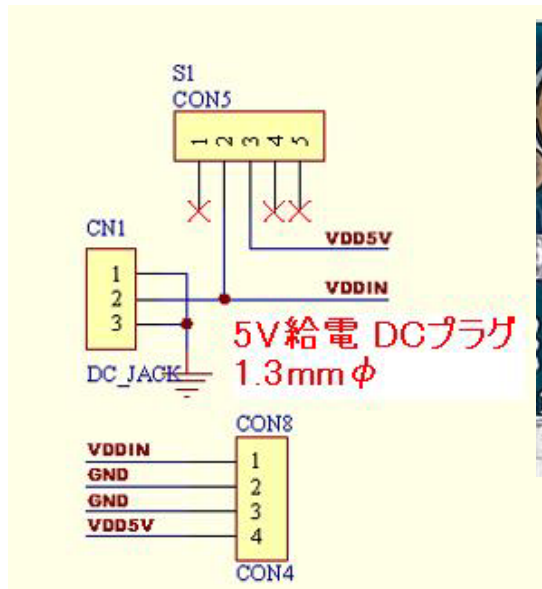 S1
CON5
1 2 3 4 5
CN1
VDD5V
1
2
VDDIN
3
5V給電 DCプラグ
DC_JACK
1.3mmφ
CON8
VDDIN
1
GND
2
GND
3
VDD5V
4
CON4